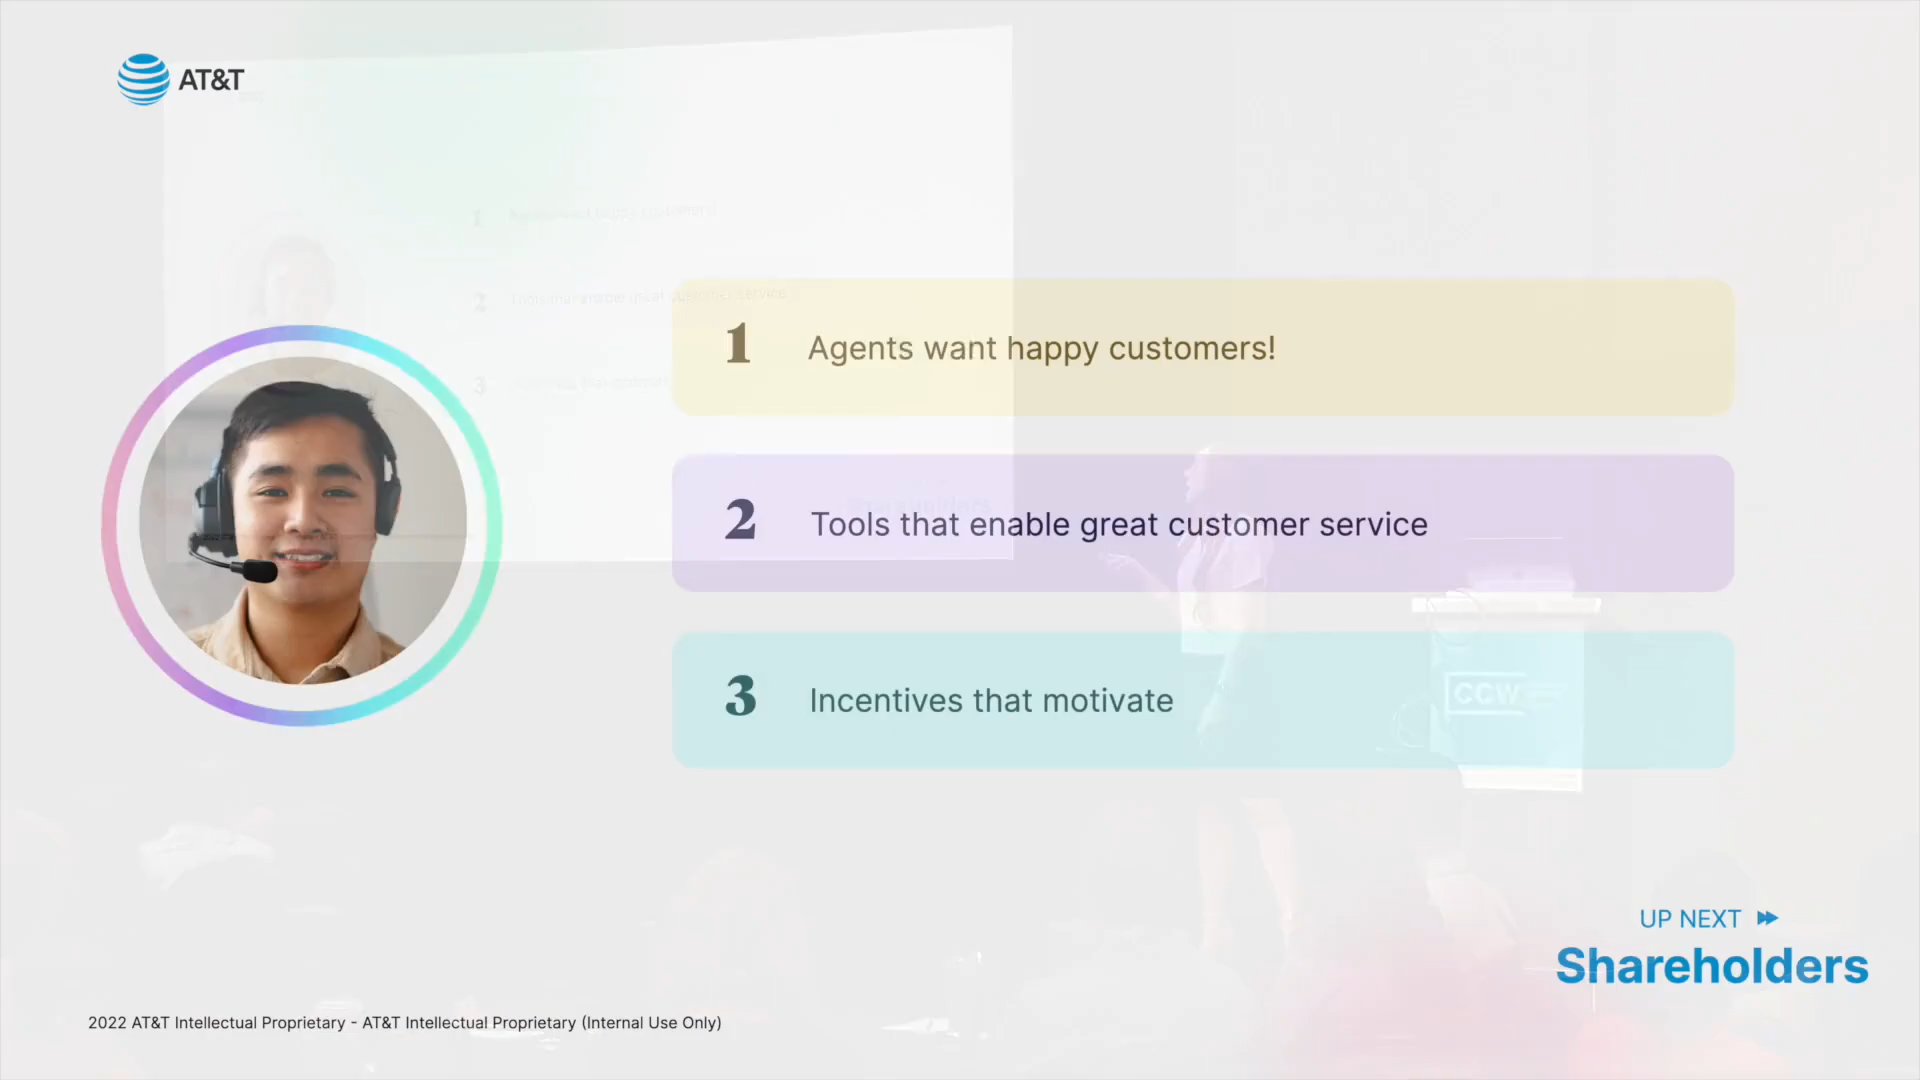 AT&T
1 Agents want happy customers!
2 Tools that enable great customer service
3 Incentives that motivate
CCW
UP NEXT
Shareholders
2022 AT&T Intellectual Proprietary - AT&T Intellectual Proprietary (Internal Use Only)